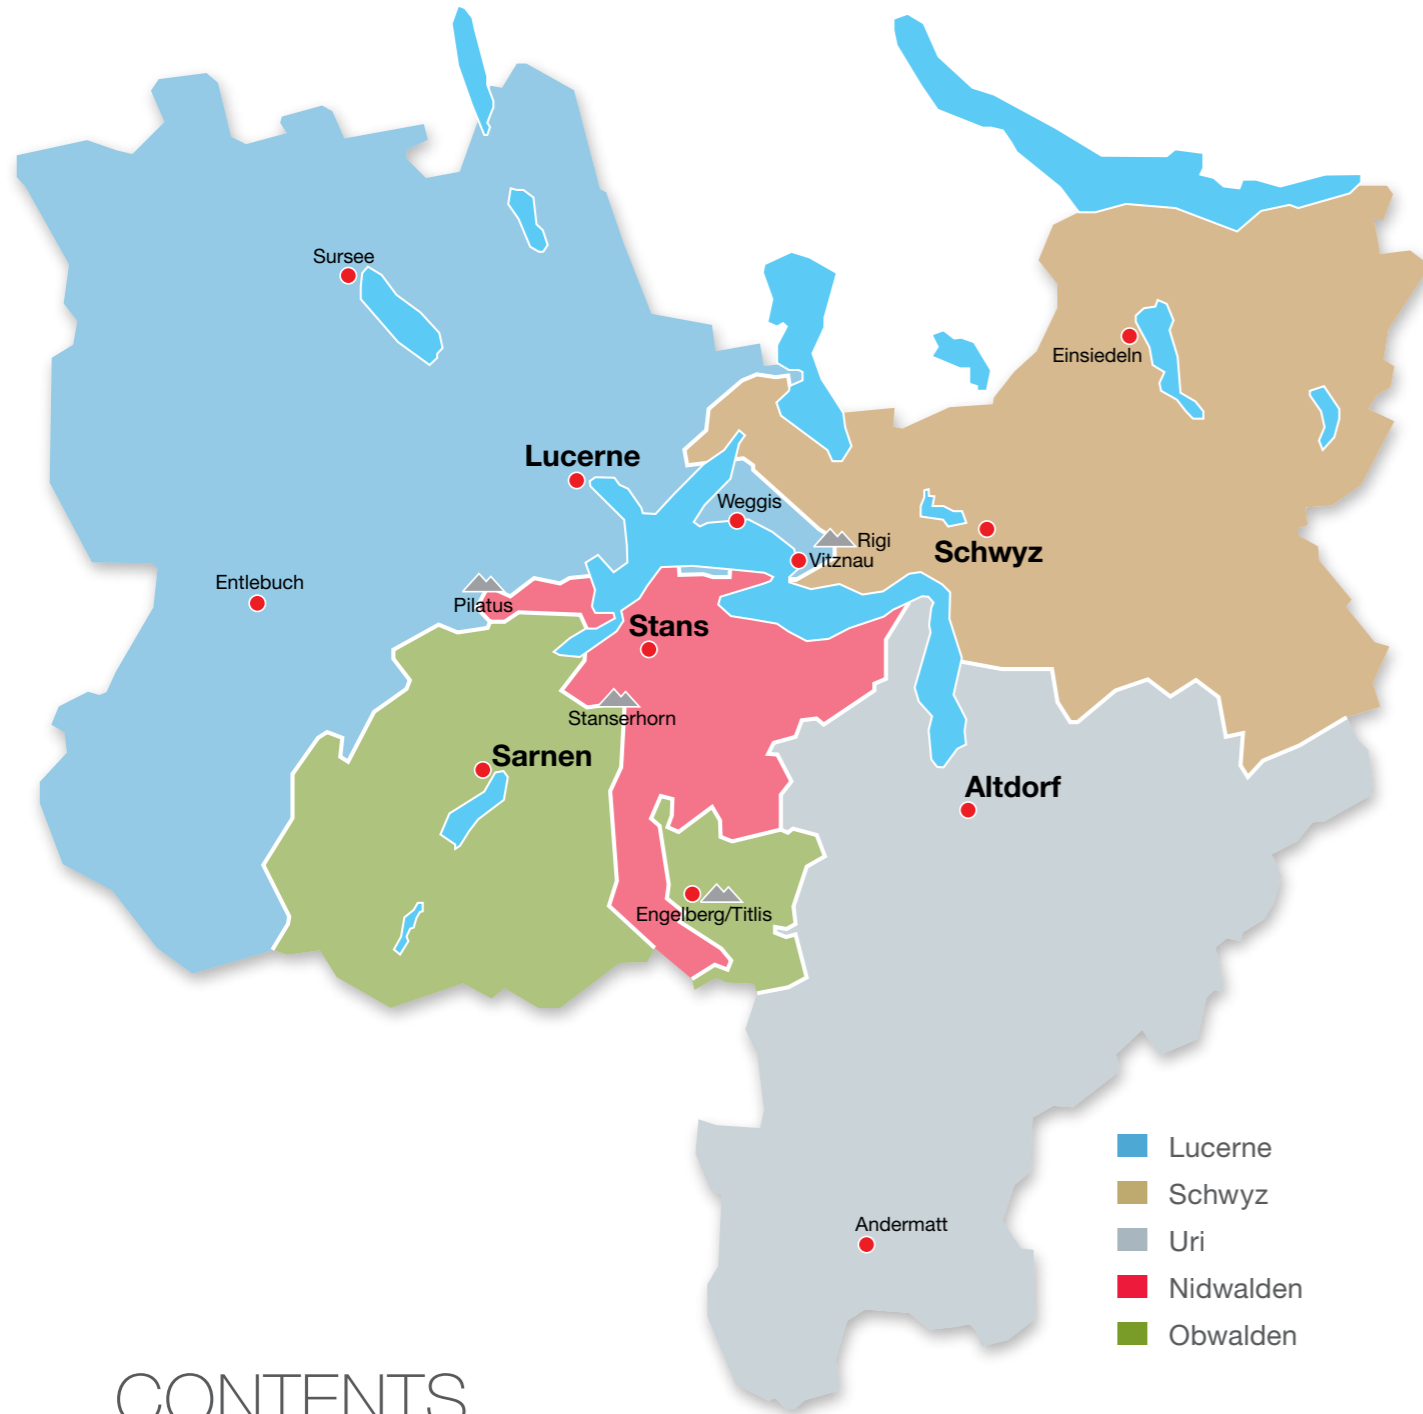 Sursee
Einsiedeln
Lucerne
Weggis
Rigi
Schwyz
Vitznau
Entlebuch
Pilatus
Stans
Stanserhorn
Sarnen
Altdorf
Engelberg/Titlis
Andermatt
Lucerne
Schwyz
Uri
Nidwalden
Obwalden
CONTENTS